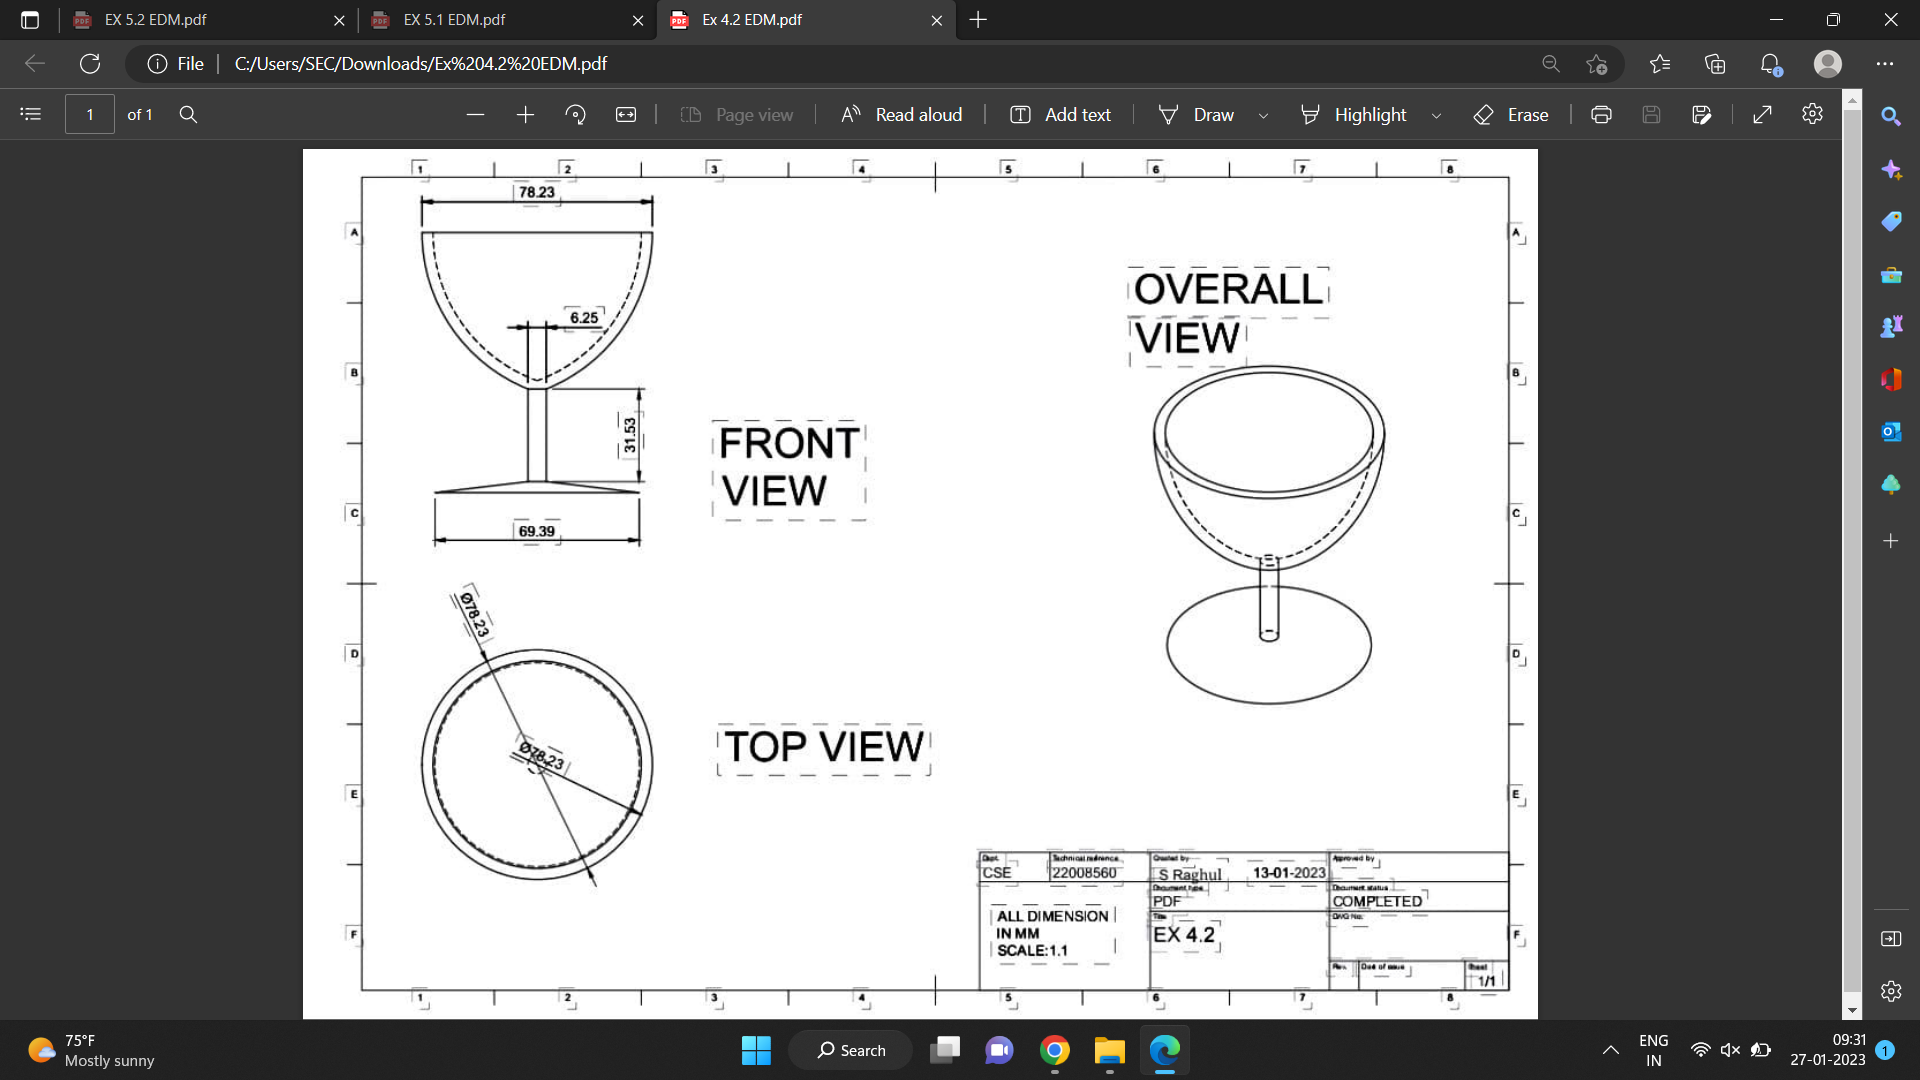 EX 5.2 EDM.pdf
EX 5.1 EDM.pdf
Ex 4.2 EDM.pdf
File
C:/Users/SEC/Downloads/Ex%204.2%20EDM.pdf
1
of 1
Page view
Read aloud
Add text
Draw
Highlight
Erase
1 2 3 4 5 6 7 8
78.23
A
A
OVERALL
VIEW
6.25
B
B
31.53
FRONT
VIEW
C
C
69.39
Ø78.23
D
D
Ø78.23
TOP VIEW
E
E
Dept.
CSE
Technical reference
22008560
Created by
S Raghul
13-01-2023
Approved by
Document type
PDF
Document status
COMPLETED
ALL DIMENSION
IN MM
SCALE:1.1
Title
EX 4.2
DWG No.
F
F
Rev.
Date of issue
Sheet
1/1
1 2 3 4 5 6 7 8
75°F
Mostly sunny
Search
ENG
IN
09:31
27-01-2023
1